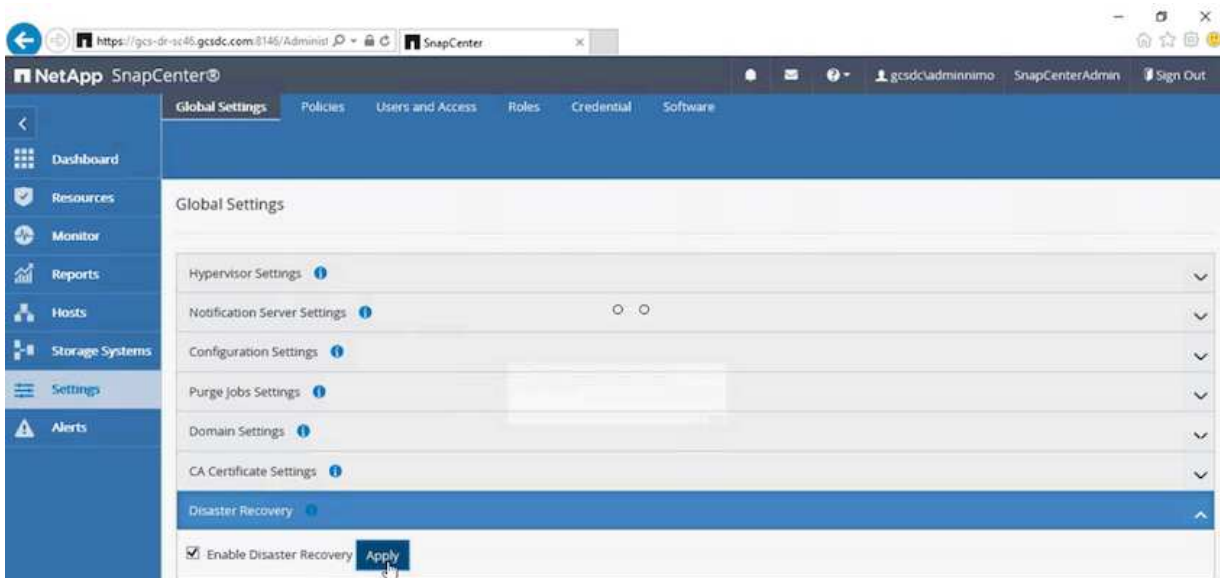 https://gcs-dr-sc46.gcsdc.com:8146/Administ
SnapCenter
NetApp SnapCenter®
gcsdc\adminnimo SnapCenterAdmin Sign Out
Global Settings Policies Users and Access Roles Credential Software
Dashboard
Resources
Monitor
Reports
Hosts
Storage Systems
Settings
Alerts
Global Settings
Hypervisor Settings
Notification Server Settings
Configuration Settings
Purge Jobs Settings
Domain Settings
CA Certificate Settings
Disaster Recovery
Enable Disaster Recovery Apply